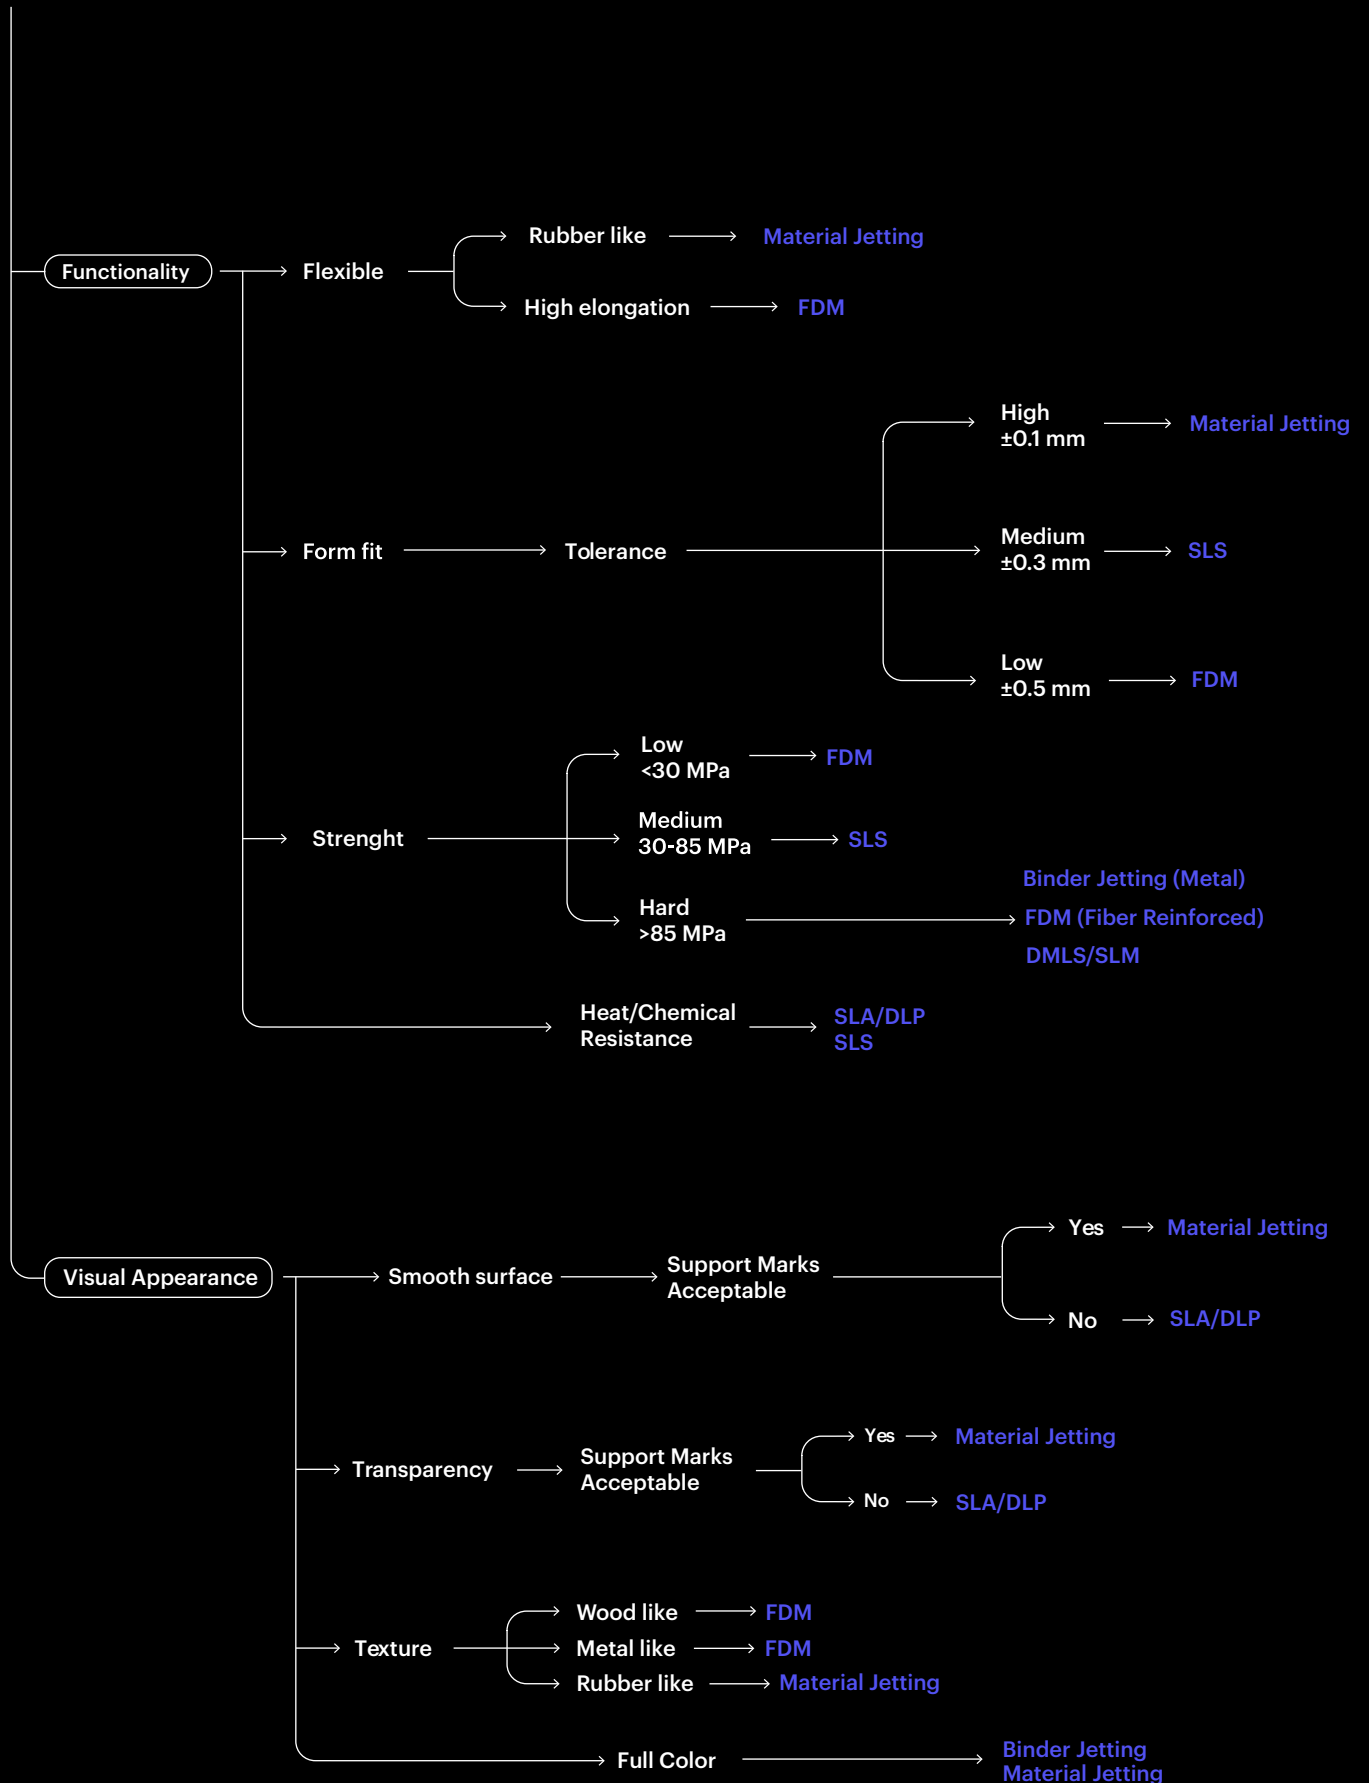 Functionality
Flexible
Rubber like
Material Jetting
High elongation
FDM
Form fit
Tolerance
High
±0.1 mm
Material Jetting
Medium
±0.3 mm
SLS
Low
±0.5 mm
FDM
Strenght
Low
<30 MPa
FDM
Medium
30-85 MPa
SLS
Hard
>85 MPa
Binder Jetting (Metal)
FDM (Fiber Reinforced)
DMLS/SLM
Heat/Chemical
Resistance
SLA/DLP
SLS
Visual Appearance
Smooth surface
Support Marks
Acceptable
Yes
Material Jetting
No
SLA/DLP
Transparency
Support Marks
Acceptable
Yes
Material Jetting
No
SLA/DLP
Texture
Wood like
FDM
Metal like
FDM
Rubber like
Material Jetting
Full Color
Binder Jetting
Material Jetting